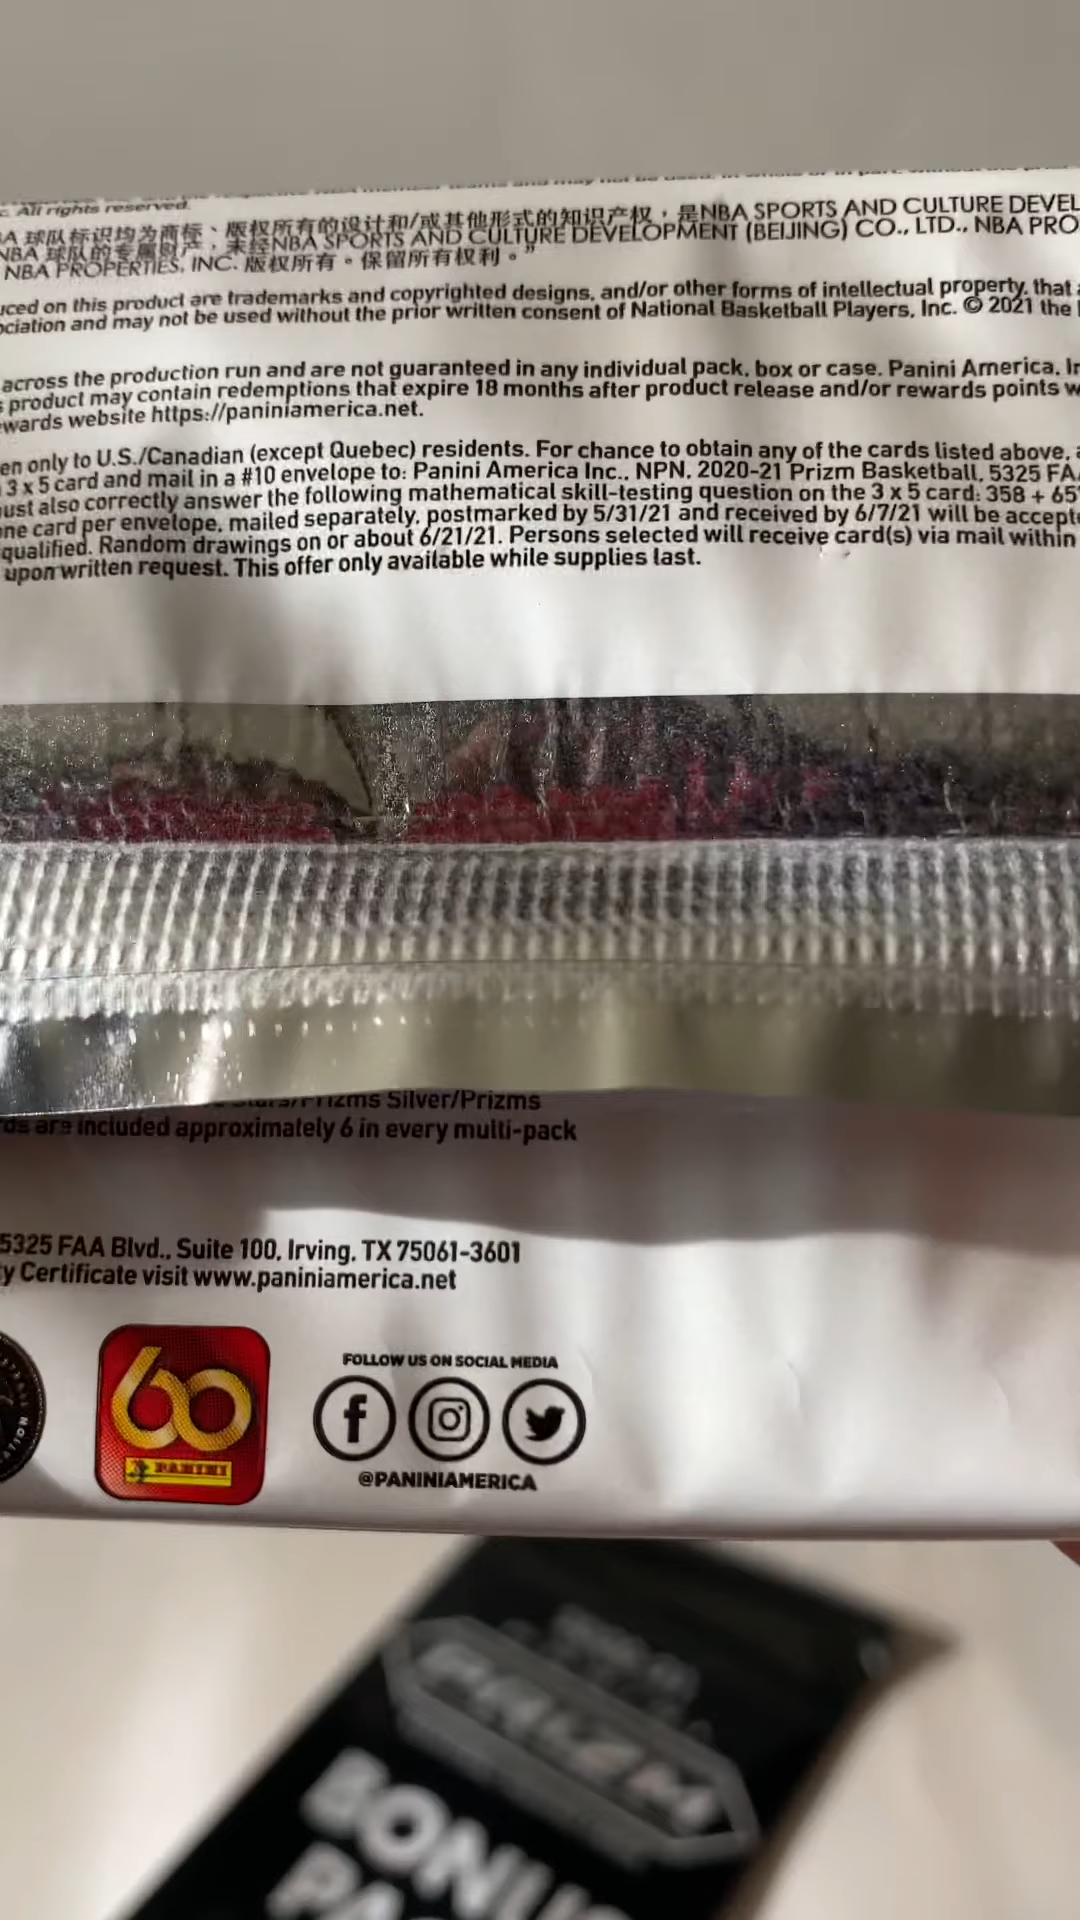 c. All rights reserved.
A 球队标识均为商标、版权所有的设计和/或其他形式的知识产权，是NBA SPORTS AND CULTURE DEVEL
NBA 球队的专属财产，未经NBA SPORTS AND CULTURE DEVELOPMENT (BEIJING) CO., LTD., NBA PRO
NBA PROPERTIES, INC. 版权所有。保留所有权利。”
uced on this product are trademarks and copyrighted designs, and/or other forms of intellectual property, that
ociation and may not be used without the prior written consent of National Basketball Players, Inc. © 2021 the
across the production run and are not guaranteed in any individual pack, box or case. Panini America, In
s product may contain redemptions that expire 18 months after product release and/or rewards points w
wards website https://paniniamerica.net.
en only to U.S./Canadian (except Quebec) residents. For chance to obtain any of the cards listed above, a
3 x 5 card and mail in a #10 envelope to: Panini America Inc., NPN, 2020-21 Prizm Basketball, 5325 FA
ust also correctly answer the following mathematical skill-testing question on the 3 x 5 card: 358 + 65
ne card per envelope, mailed separately, postmarked by 5/31/21 and received by 6/7/21 will be accepte
qualified. Random drawings on or about 6/21/21. Persons selected will receive card(s) via mail within
upon written request. This offer only available while supplies last.
Stars/Prizms Silver/Prizms
ds are included approximately 6 in every multi-pack
5325 FAA Blvd., Suite 100, Irving, TX 75061-3601
y Certificate visit www.paniniamerica.net
60
PANINI
FOLLOW US ON SOCIAL MEDIA
@PANINIAMERICA
PRIZM
BONU
PA